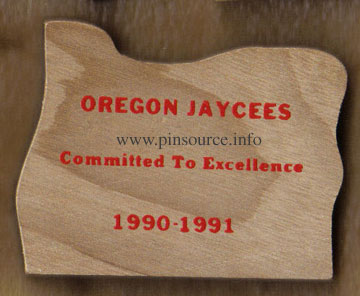 OREGON JAYCEES
www.pinsource.info
Committed To Excellence
1990-1991